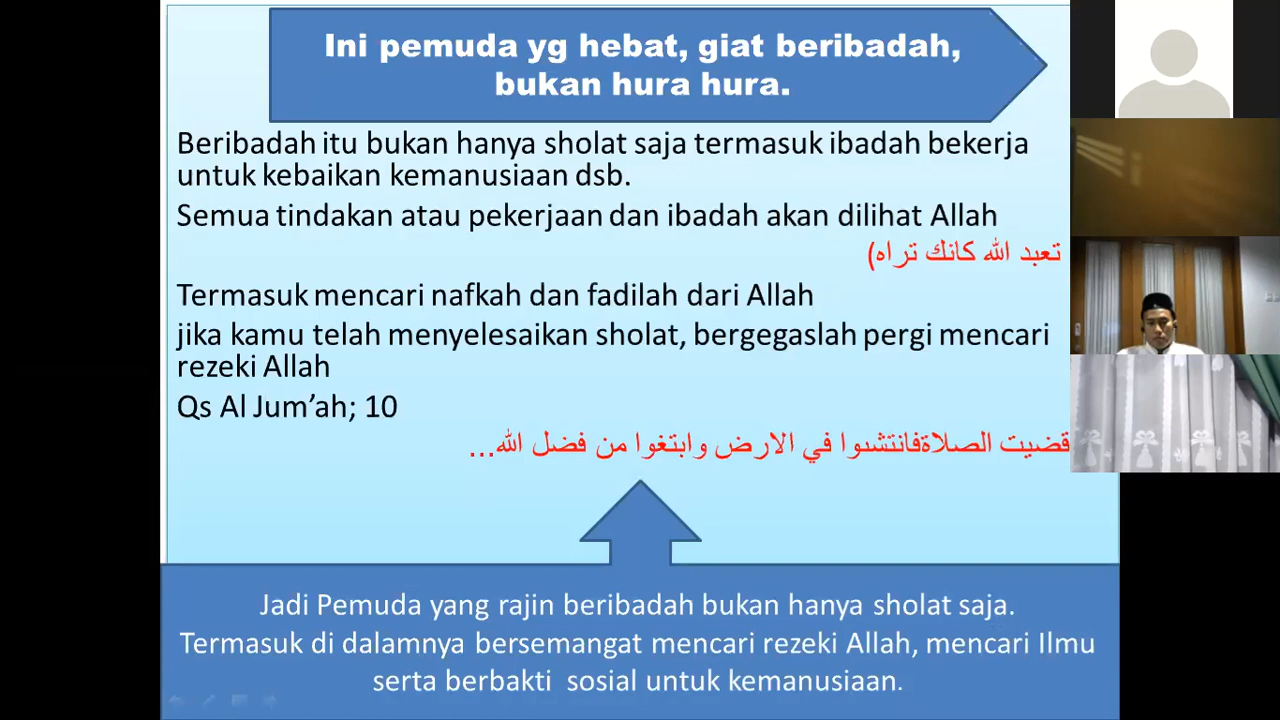 Ini pemuda yg hebat, giat beribadah,
bukan hura hura.
Beribadah itu bukan hanya sholat saja termasuk ibadah bekerja
untuk kebaikan kemanusiaan dsb.
Semua tindakan atau pekerjaan dan ibadah akan dilihat Allah
تعبد الله كانك تراه)
Termasuk mencari nafkah dan fadilah dari Allah
jika kamu telah menyelesaikan sholat, bergegaslah pergi mencari
rezeki Allah
Qs Al Jum'ah; 10
قضيت الصلاةفانتشوا في الارض وابتغوا من فضل الله...
Jadi Pemuda yang rajin beribadah bukan hanya sholat saja.
Termasuk di dalamnya bersemangat mencari rezeki Allah, mencari Ilmu
serta berbakti sosial untuk kemanusiaan.